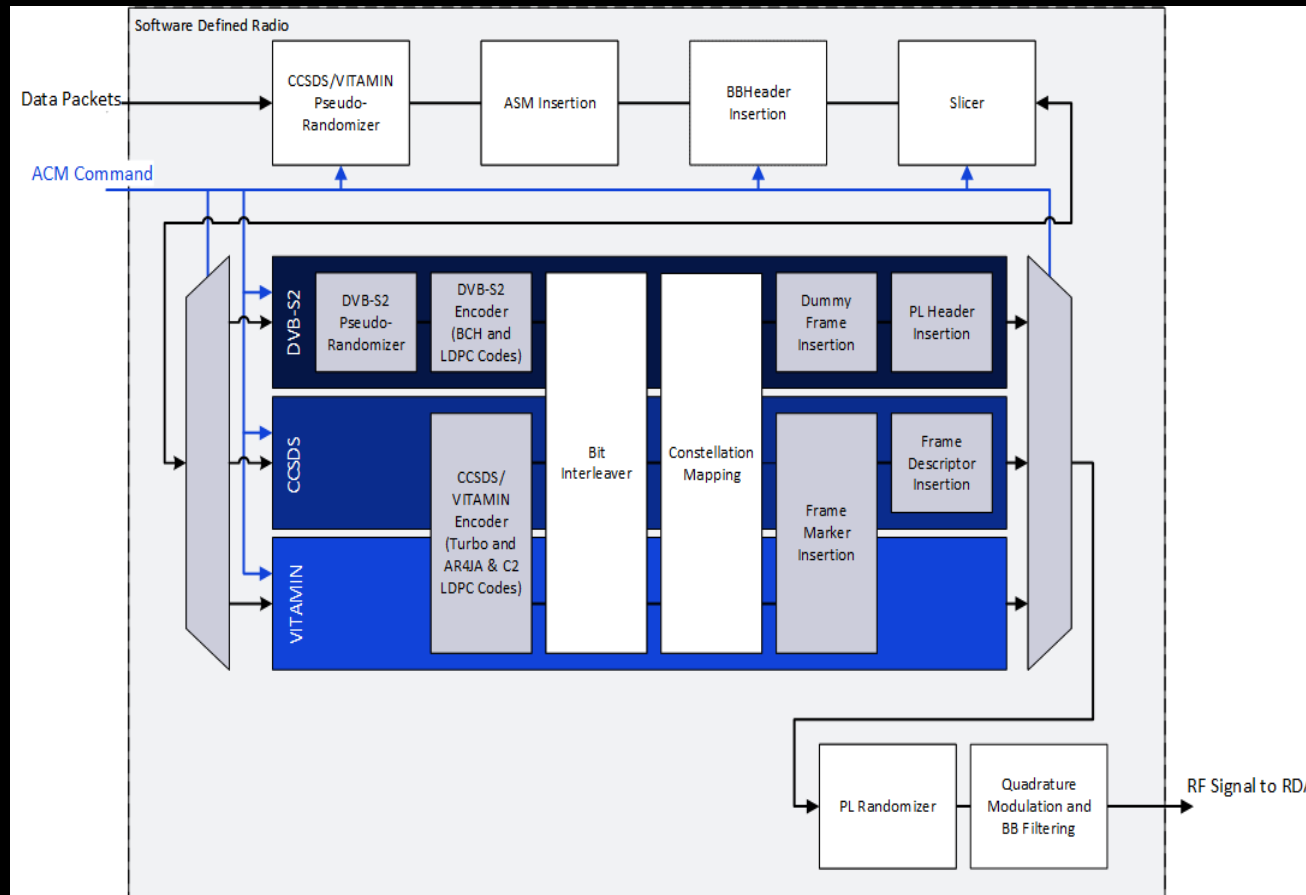 Software Defined Radio
Data Packets
CCSDS/VITAMIN
Pseudo-
Randomizer
ASM Insertion
BBHeader
Insertion
Slicer
ACM Command
DVB-S2
DVB-S2
Pseudo-
Randomizer
DVB-S2
Encoder
(BCH and
LDPC Codes)
Dummy
Frame
Insertion
PL Header
Insertion
CCSDS
CCSDS/
VITAMIN
Encoder
(Turbo and
AR4JA & C2
LDPC Codes)
Bit
Interleaver
Constellation
Mapping
Frame
Marker
Insertion
Frame
Descriptor
Insertion
VITAMIN
PL Randomizer
Quadrature
Modulation and
BB Filtering
RF Signal to